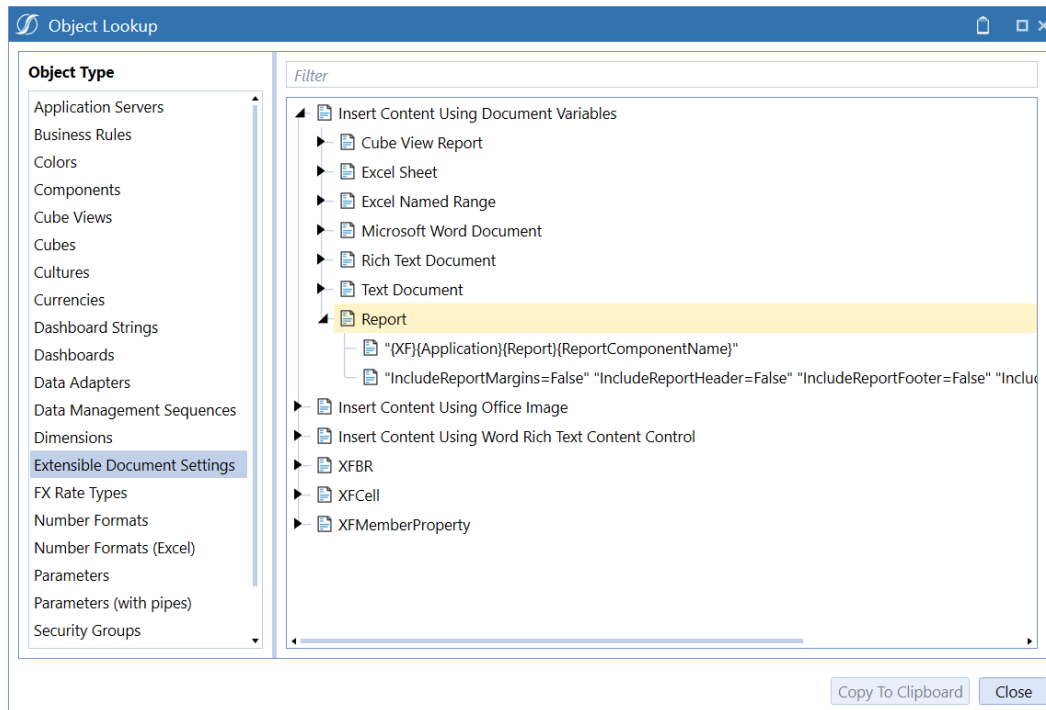 Object Lookup
Object Type
Application Servers
Business Rules
Colors
Components
Cube Views
Cubes
Cultures
Currencies
Dashboard Strings
Dashboards
Data Adapters
Data Management Sequences
Dimensions
Extensible Document Settings
FX Rate Types
Number Formats
Number Formats (Excel)
Parameters
Parameters (with pipes)
Security Groups
Filter
Insert Content Using Document Variables
Cube View Report
Excel Sheet
Excel Named Range
Microsoft Word Document
Rich Text Document
Text Document
Report
"{XF}{Application}{Report}{ReportComponentName}"
"IncludeReportMargins=False" "IncludeReportHeader=False" "IncludeReportFooter=False" "Includ
Insert Content Using Office Image
Insert Content Using Word Rich Text Content Control
XFBR
XFCell
XFMemberProperty
Copy To Clipboard
Close